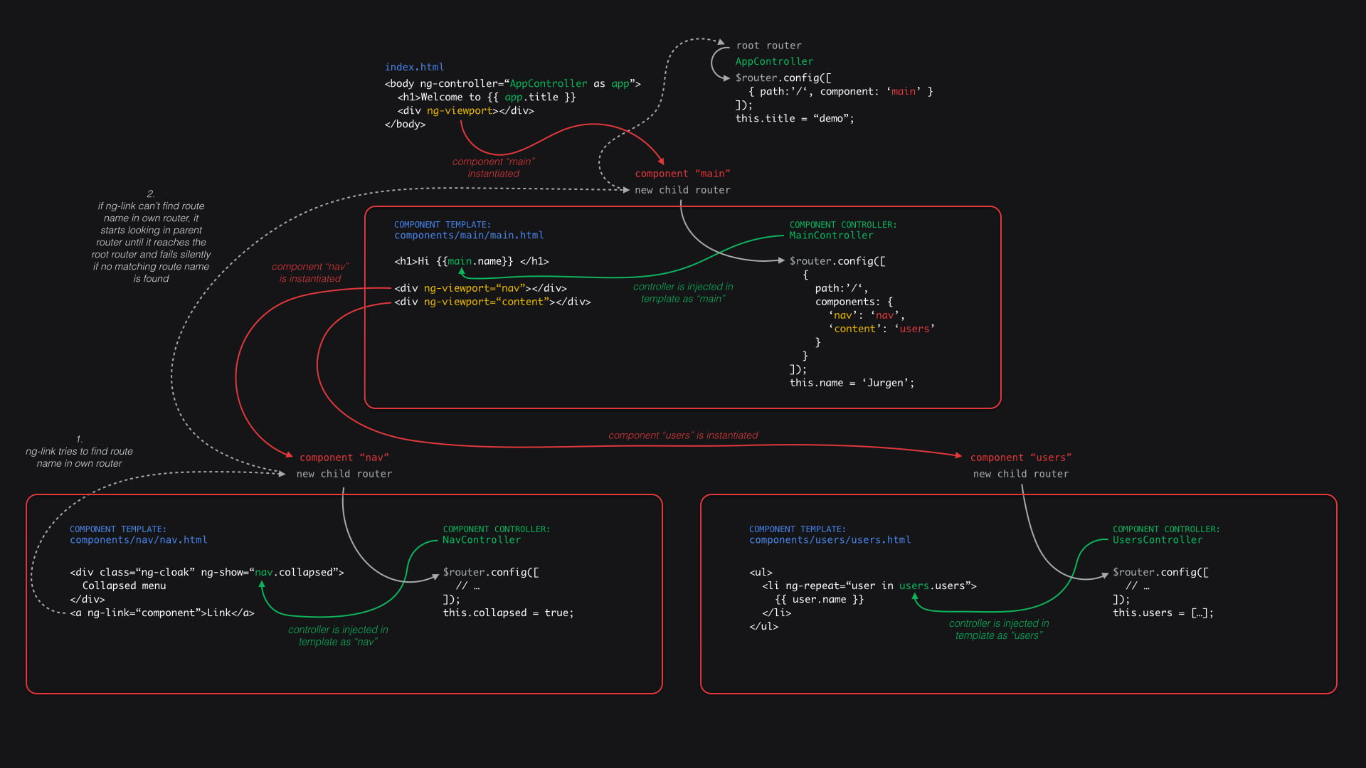 root router
AppController
$router.config([
{ path:’/‘, component: ‘main’ }
]);
this.title = “demo”;
index.html
<body ng-controller=“AppController as app”>
<h1>Welcome to {{ app.title }}
<div ng-viewport></div>
</body>
component “main”
instantiated
component “main”
new child router
2.
if ng-link can’t find route
name in own router, it
starts looking in parent
router until it reaches the
root router and fails silently
if no matching route name
is found
COMPONENT TEMPLATE:
components/main/main.html
<h1>Hi {{main.name}} </h1>
<div ng-viewport=“nav”></div>
<div ng-viewport=“content”></div>
COMPONENT CONTROLLER:
MainController
$router.config([
{
path:’/‘,
components: {
‘nav’: ‘nav’,
‘content’: ‘users’
}
}
]);
this.name = ‘Jurgen’;
controller is injected in
template as “main”
component “nav”
is instantiated
component “users” is instantiated
1.
ng-link tries to find route
name in own router
component “nav”
new child router
COMPONENT TEMPLATE:
components/nav/nav.html
<div class=“ng-cloak” ng-show=“nav.collapsed”>
Collapsed menu
</div>
<a ng-link=“component”>Link</a>
COMPONENT CONTROLLER:
NavController
$router.config([
// …
]);
this.collapsed = true;
controller is injected in
template as “nav”
component “users”
new child router
COMPONENT TEMPLATE:
components/users/users.html
<ul>
<li ng-repeat=“user in users.users”>
{{ user.name }}
</li>
</ul>
COMPONENT CONTROLLER:
UsersController
$router.config([
// …
]);
this.users = […];
controller is injected in
template as “users”